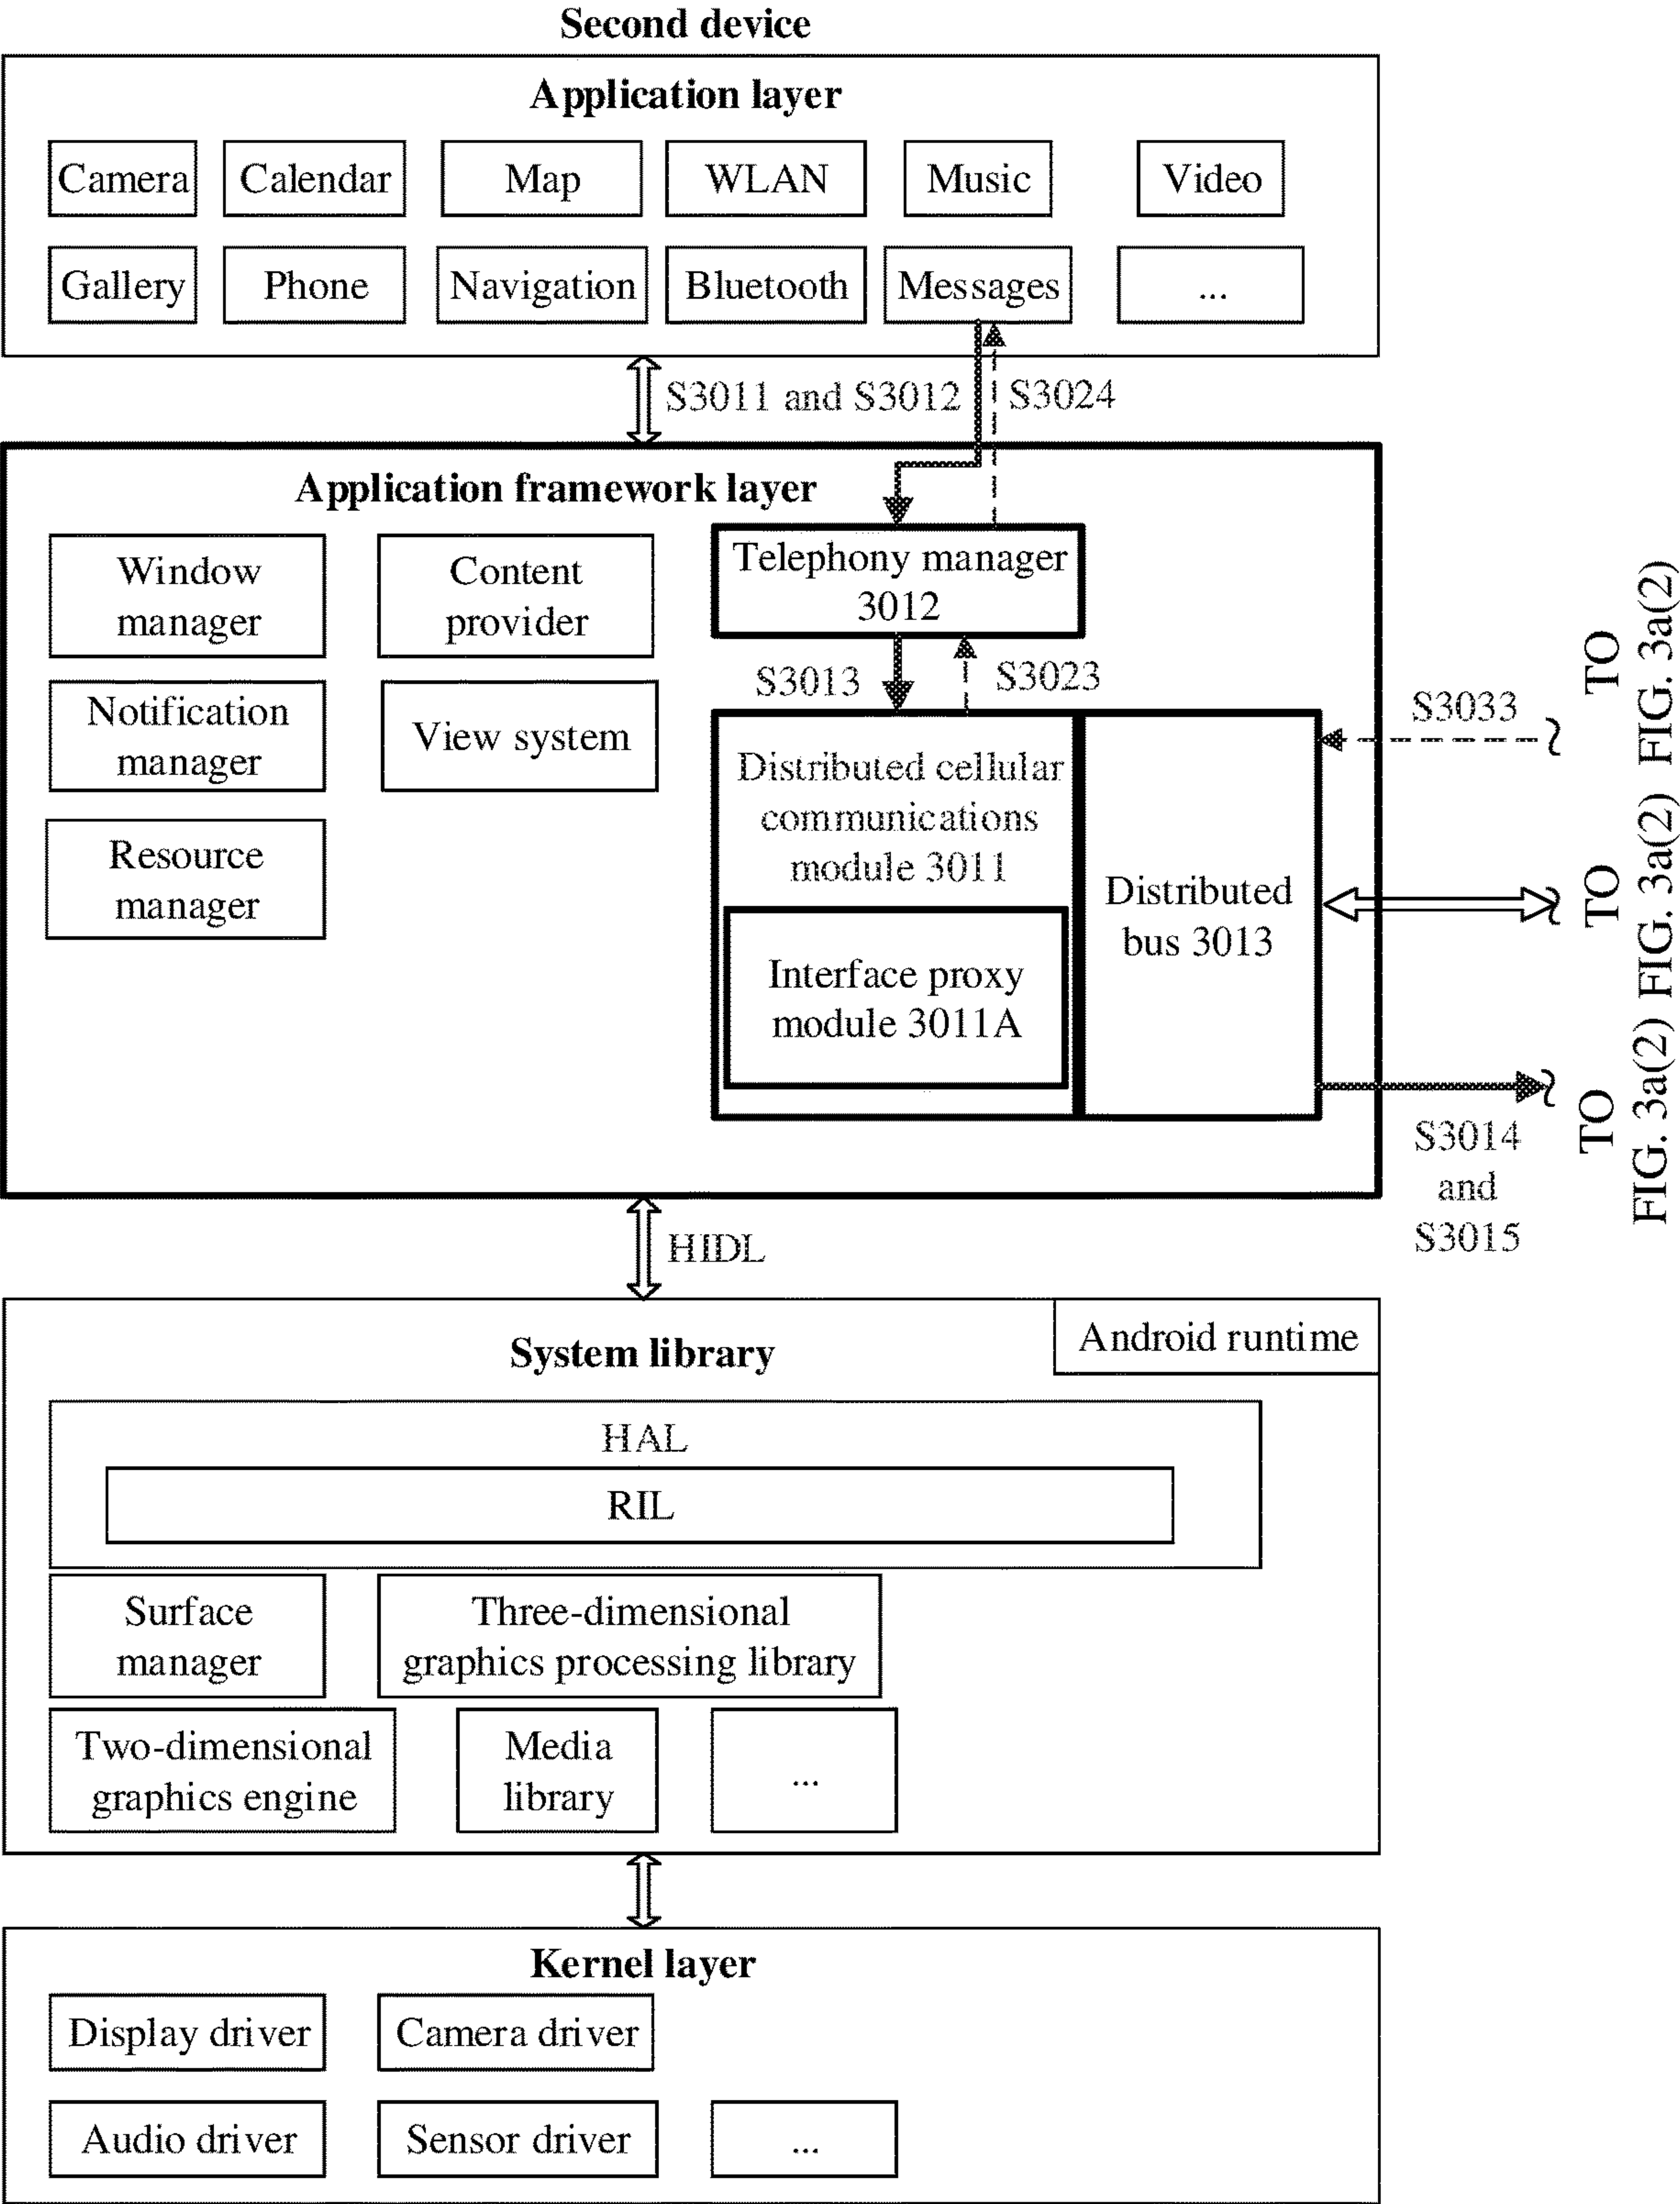 Second device
Application layer
Camera
Calendar
Map
WLAN
Music
Video
Gallery
Phone
Navigation
Bluetooth
Messages
...
S3011 and S3012
S3024
Application framework layer
Window
manager
Content
provider
Telephony manager
3012
Notification
manager
View system
S3013
S3023
Resource
manager
Distributed cellular
communications
module 3011
Interface proxy
module 3011A
Distributed
bus 3013
S3033
TO
FIG. 3a(2)
TO
FIG. 3a(2)
TO
FIG. 3a(2)
S3014
and
S3015
HIDL
System library
Android runtime
HAL
RIL
Surface
manager
Three-dimensional
graphics processing library
Two-dimensional
graphics engine
Media
library
...
Kernel layer
Display driver
Camera driver
Audio driver
Sensor driver
...